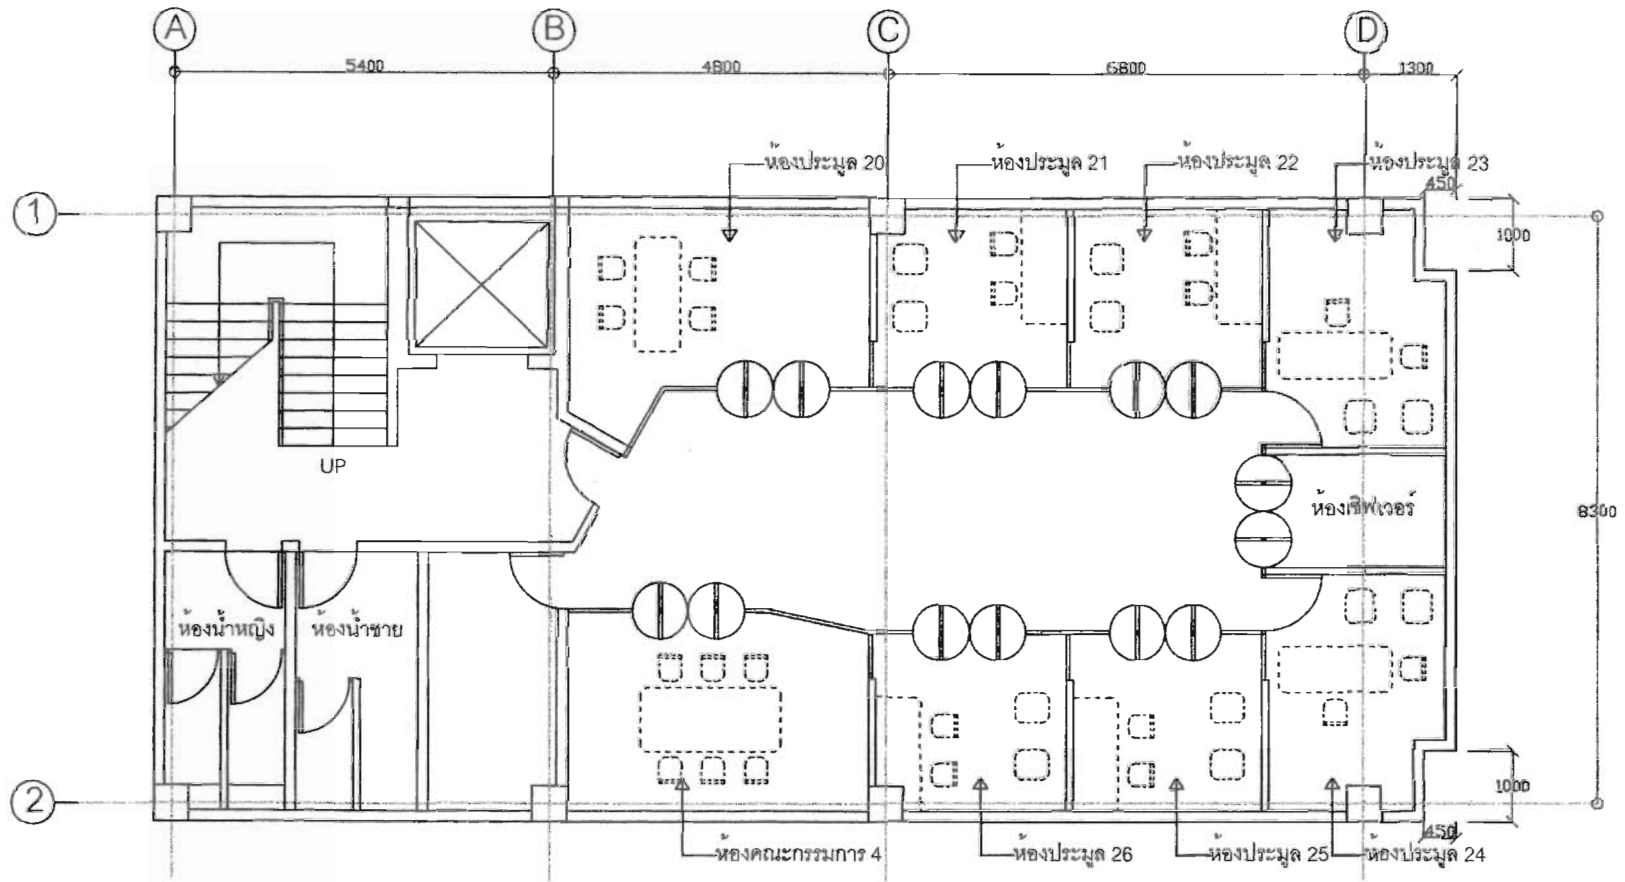 A
B
C
D
5400
4800
6800
1300
ห้องประมูล 20
ห้องประมูล 21
ห้องประมูล 22
ห้องประมูล 23
450
1
1000
UP
ห้องเซิฟเวอร์
8300
ห้องน้ำหญิง
ห้องน้ำชาย
2
1000
450
ห้องคณะกรรมการ 4
ห้องประมูล 26
ห้องประมูล 25
ห้องประมูล 24